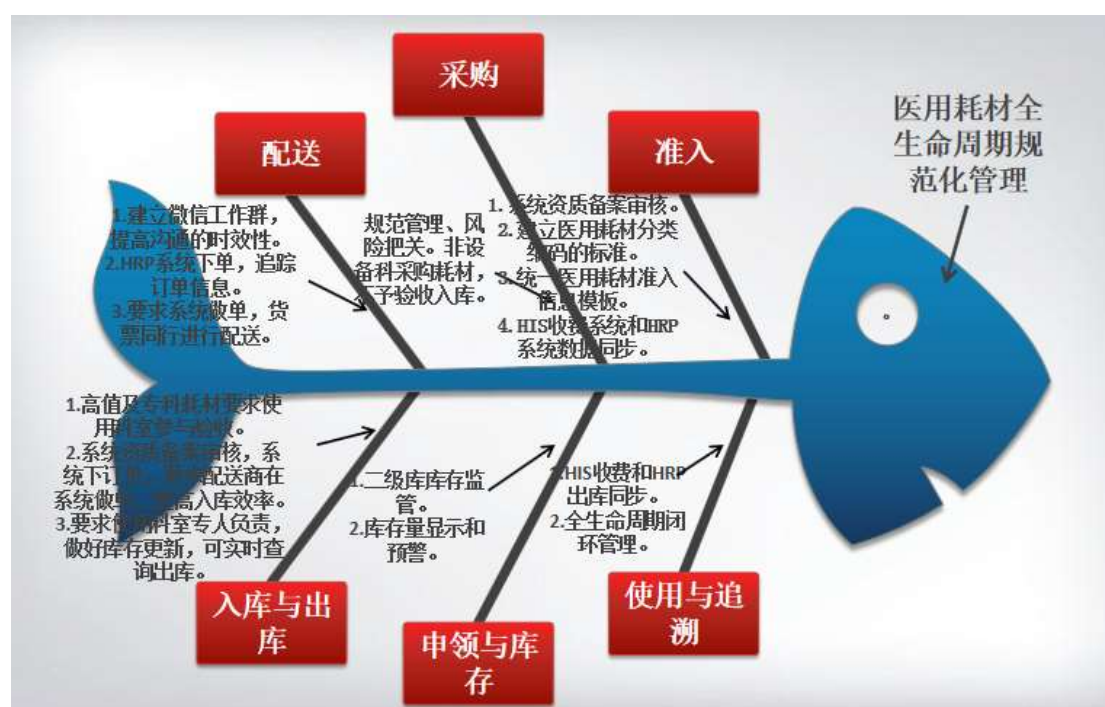 采购
配送
准入
医用耗材全
生命周期规
范化管理
1.建立微信工作群，
提高沟通的时效性。
2.HRP系统下单，追踪
订单信息。
3.要求系统做单，货
票同行进行配送。
规范管理、风
险把关。非设
备科采购耗材，
予验收入库。
1. 系统资质备案审核。
2. 建立医用耗材分类
编码的标准。
3. 统一医用耗材准入
信息模板。
4. HIS收费系统和HRP
系统数据同步。
1.高值及专科耗材要求使
用科室参与验收。
2.系统资质备案审核，系
统下订 配送商在
系统做单 高入库效率。
3.要求使用科室专人负责，
做好库存更新，可实时查
询出库。
1.二级库库存监
管。
2.库存量显示和
预警。
1.HIS收费和HRP
出库同步。
2.全生命周期闭
环管理。
入库与出
库
申领与库
存
使用与追
溯